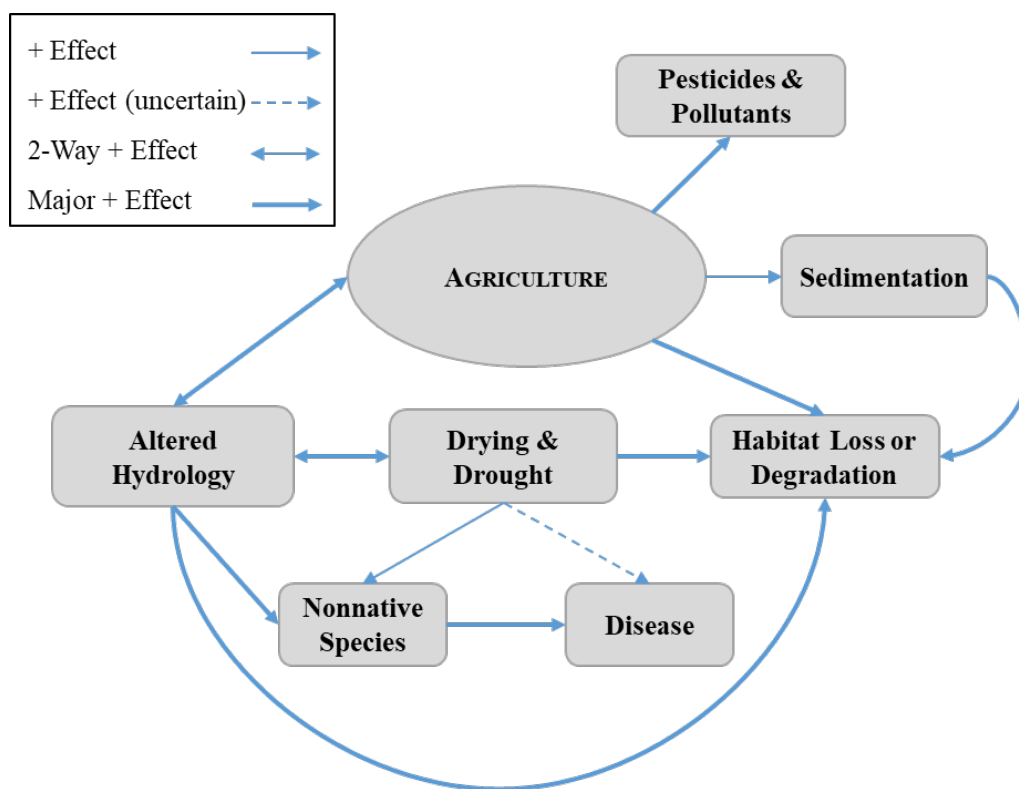 + Effect
+ Effect (uncertain)
2-Way + Effect
Major + Effect
Pesticides &
Pollutants
AGRICULTURE
Sedimentation
Altered
Hydrology
Drying &
Drought
Habitat Loss or
Degradation
Nonnative
Species
Disease